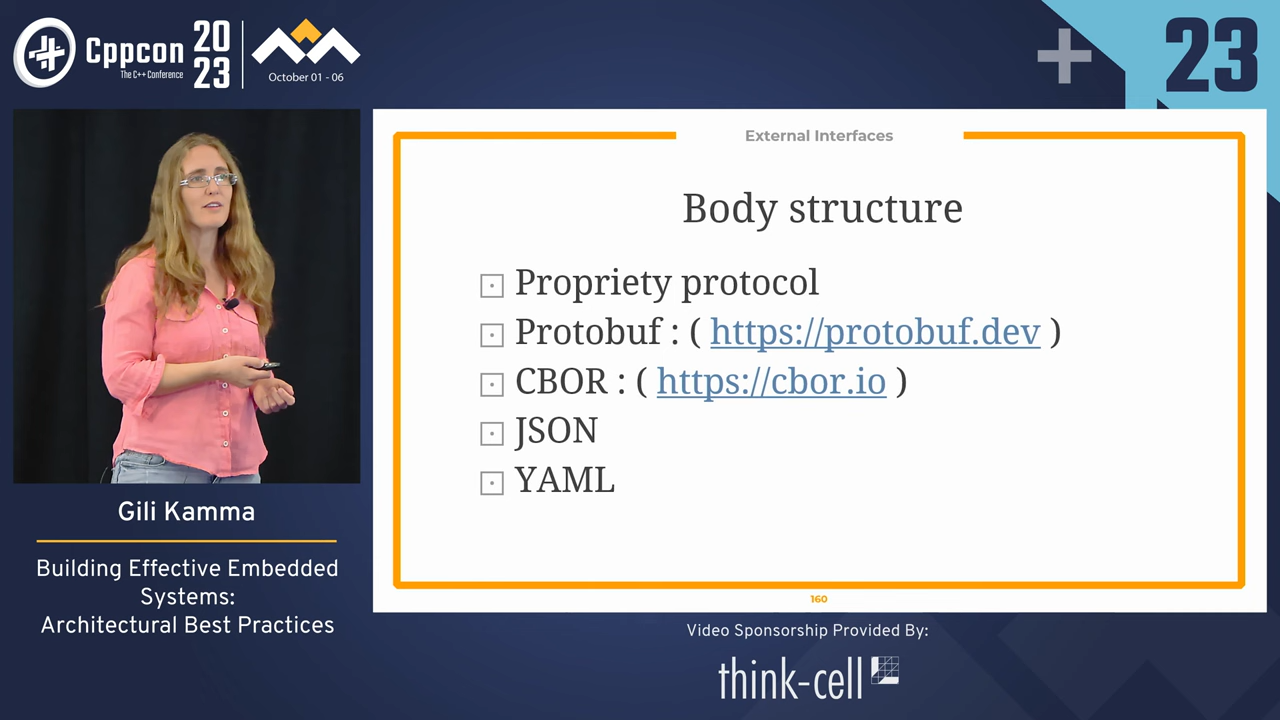 Cppcon
The C++ Conference
20
23
October 01 - 06
23
External Interfaces
Body structure
Propriety protocol
Protobuf : ( https://protobuf.dev )
CBOR : ( https://cbor.io )
JSON
YAML
160
Gili Kamma
Building Effective Embedded
Systems:
Architectural Best Practices
Video Sponsorship Provided By:
think-cell